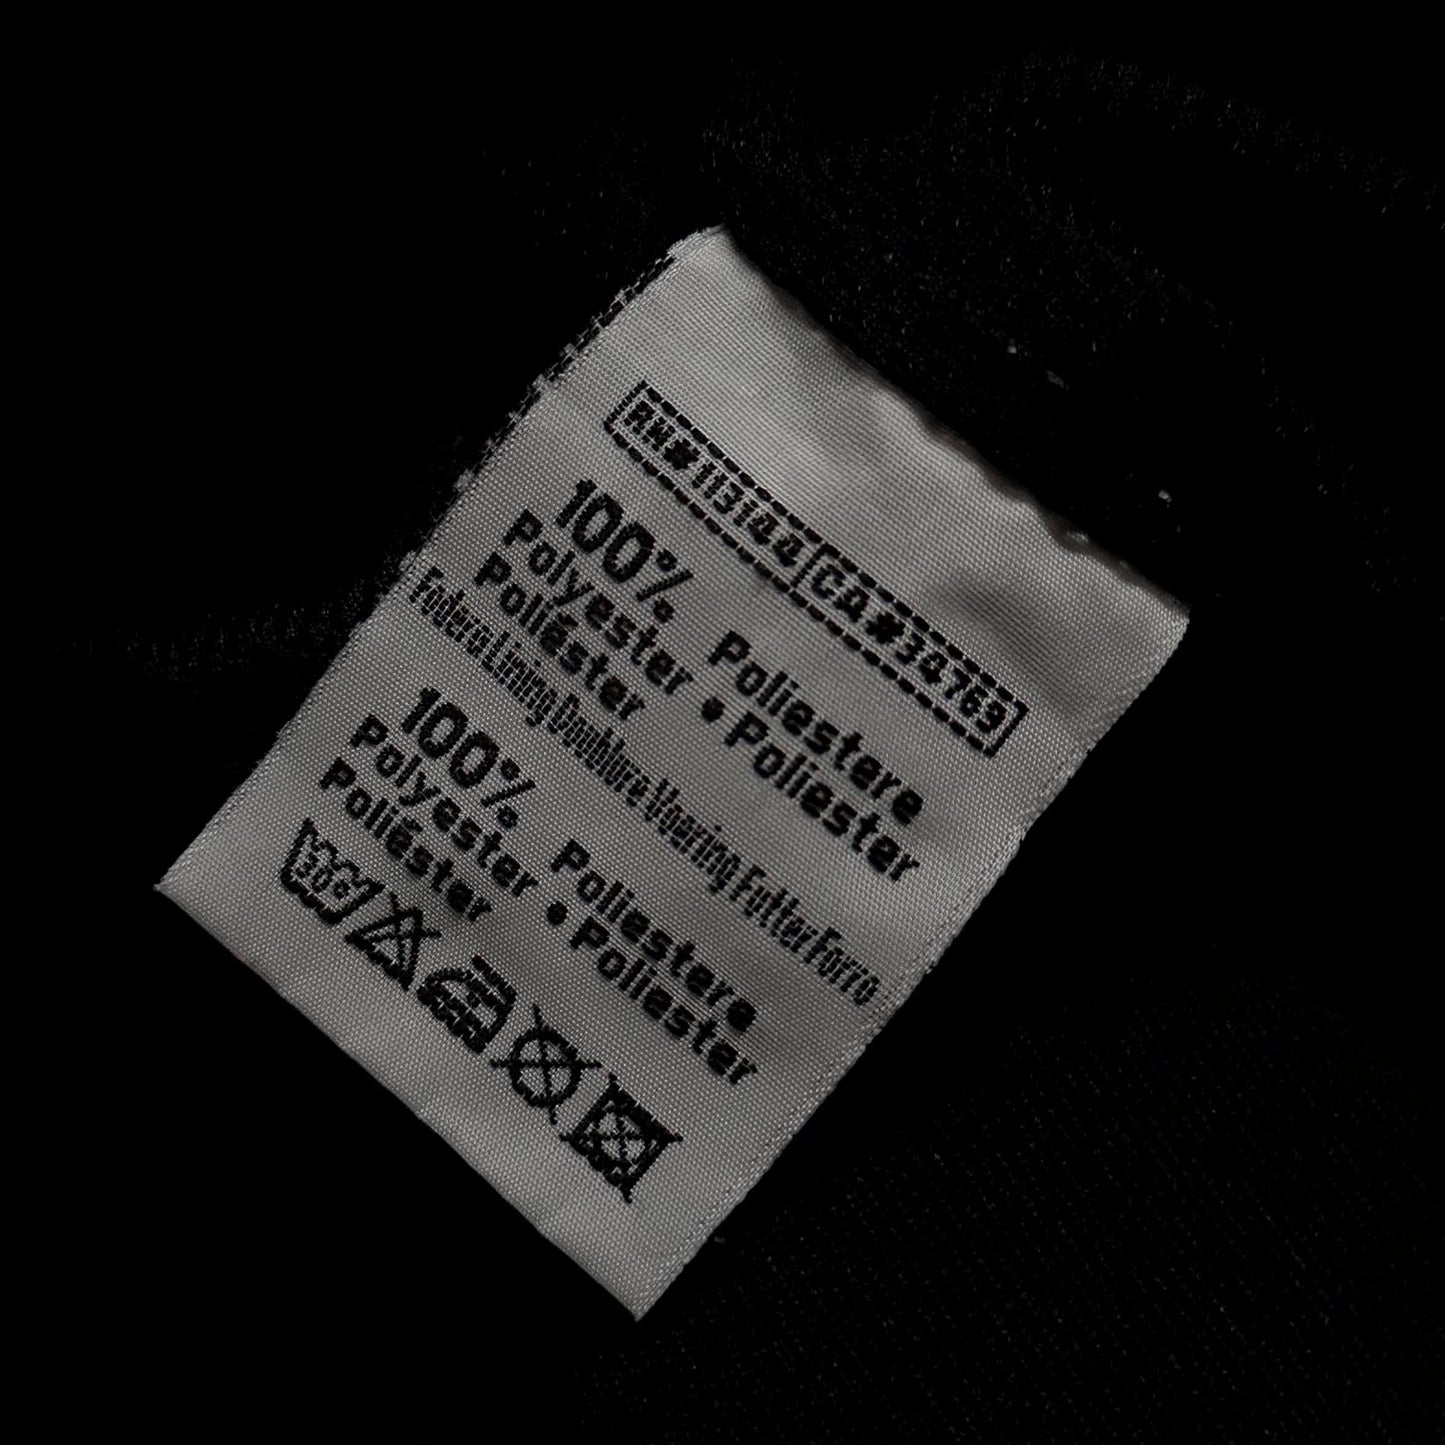 RN#113144 CA#34769
100% Poliestere
Polyester • Poliester
Poliéster
Fodera Lining Doublure Voering Futter Forro
100% Poliestere
Polyester • Poliester
Poliéster
30°